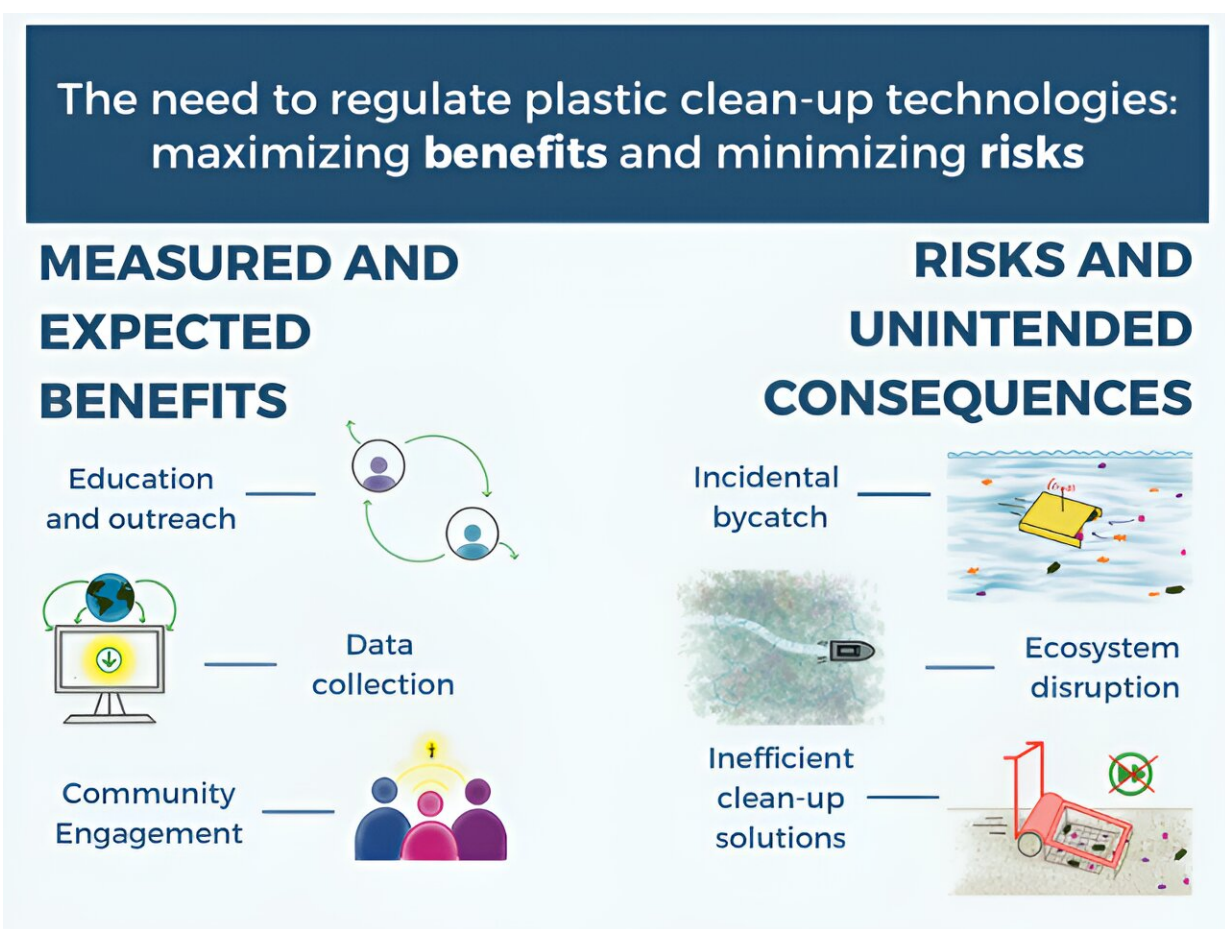 The need to regulate plastic clean-up technologies:
maximizing benefits and minimizing risks
MEASURED AND
EXPECTED
BENEFITS
Education
and outreach
Data
collection
Community
Engagement
RISKS AND
UNINTENDED
CONSEQUENCES
Incidental
bycatch
Ecosystem
disruption
Inefficient
clean-up
solutions